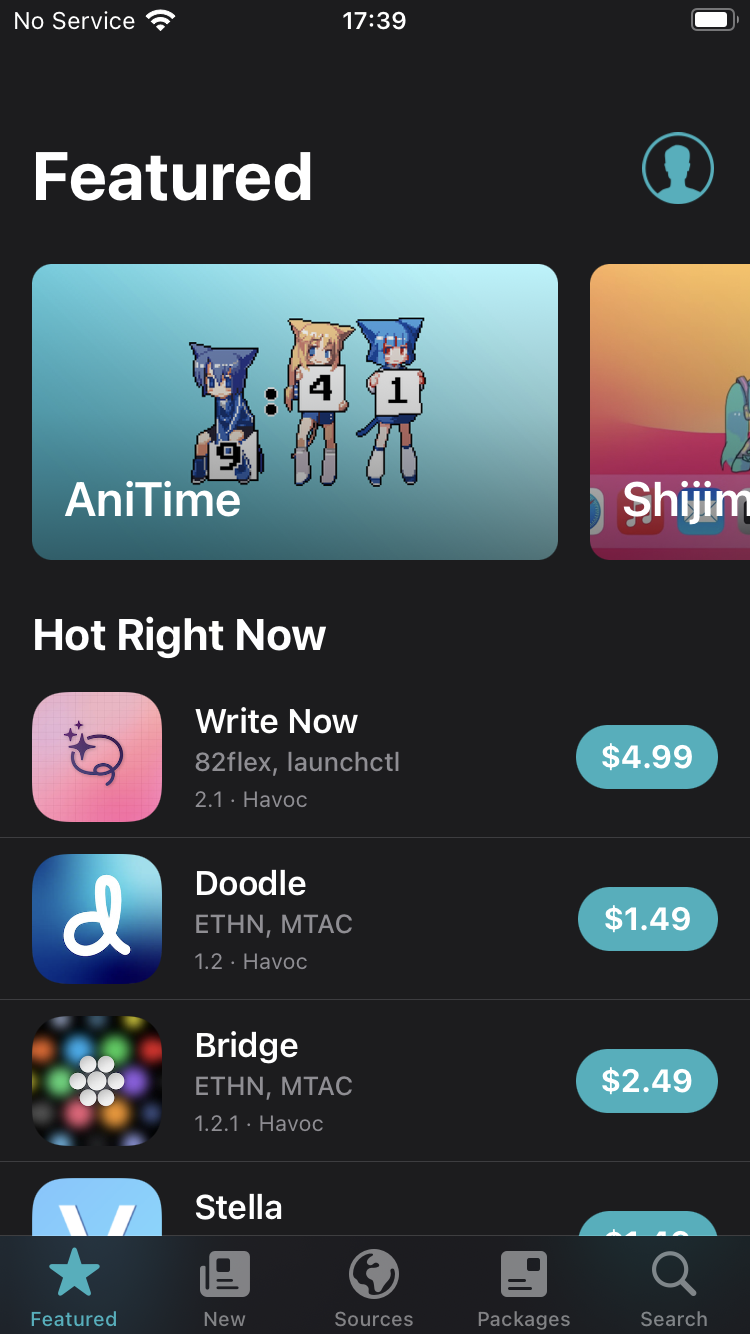 No Service 17:39
Featured
9 : 4 1
AniTime
Shijim
Hot Right Now
Write Now
82flex, launchctl
2.1 · Havoc
$4.99
Doodle
ETHN, MTAC
1.2 · Havoc
$1.49
Bridge
ETHN, MTAC
1.2.1 · Havoc
$2.49
Stella
Featured New Sources Packages Search